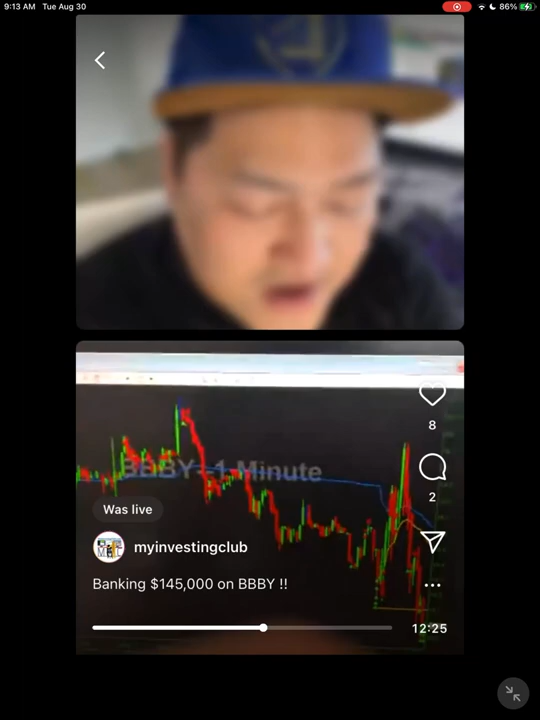 9:13 AM Tue Aug 30
86%
BBBY - 1 Minute
8
2
Was live
myinvestingclub
Banking $145,000 on BBBY !!
12:25